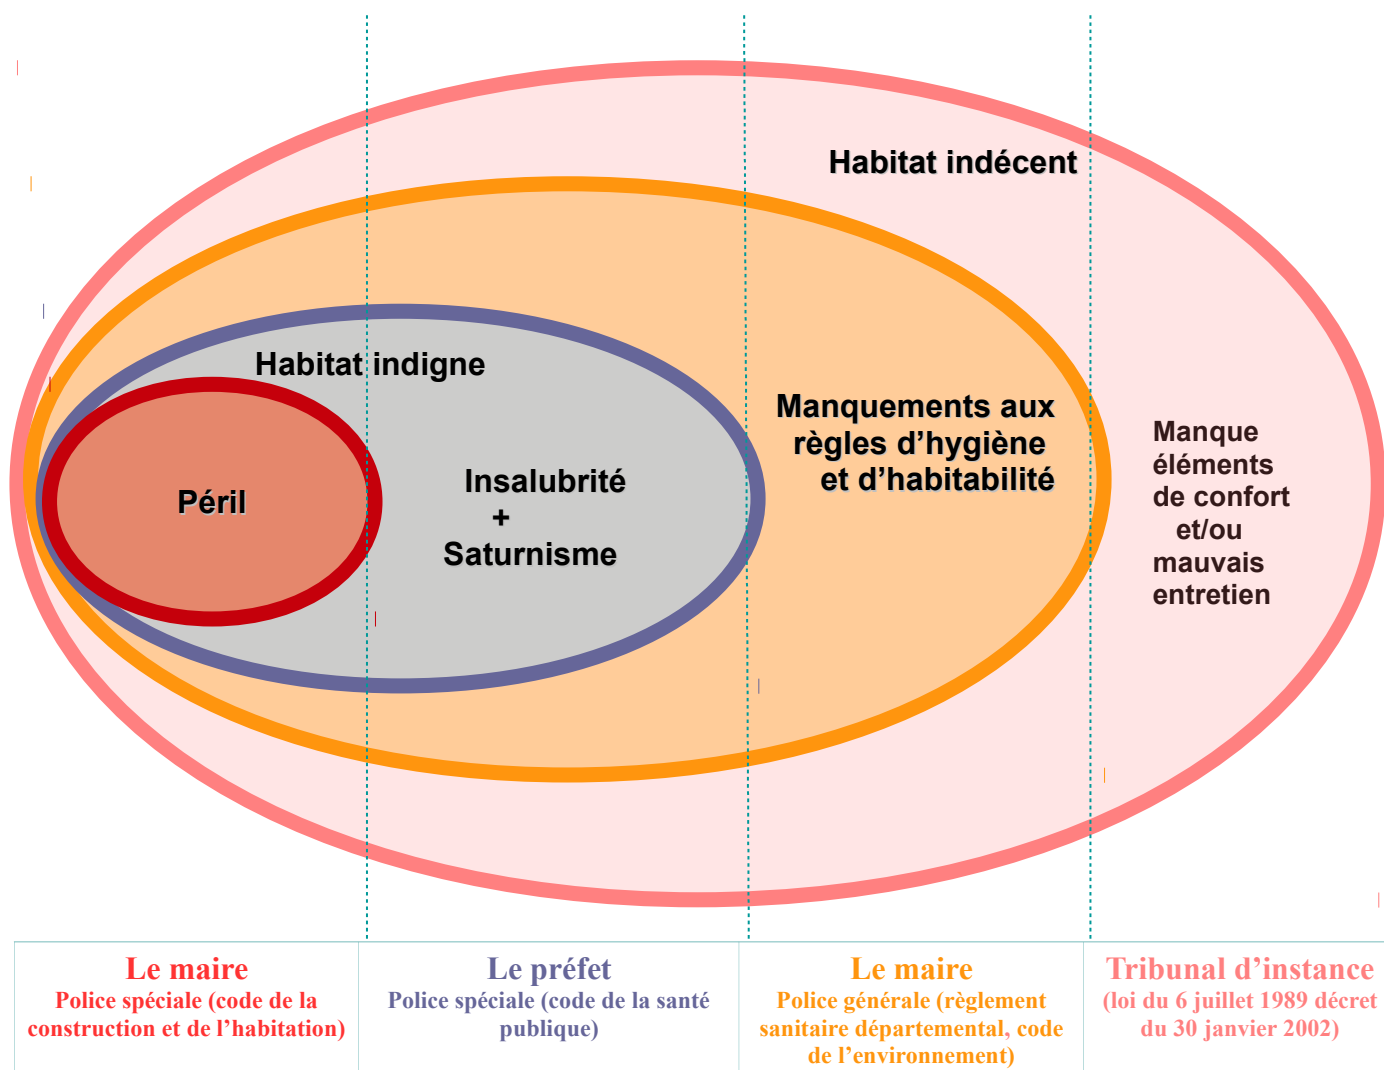 Habitat indécent
Habitat indigne
Péril
Insalubrité
+
Saturnisme
Manquements aux
règles d’hygiène
et d’habitabilité
Manque
éléments
de confort
et/ou
mauvais
entretien
Le maire
Police spéciale (code de la
construction et de l’habitation)
Le préfet
Police spéciale (code de la santé
publique)
Le maire
Police générale (règlement
sanitaire départemental, code
de l’environnement)
Tribunal d’instance
(loi du 6 juillet 1989 décret
du 30 janvier 2002)